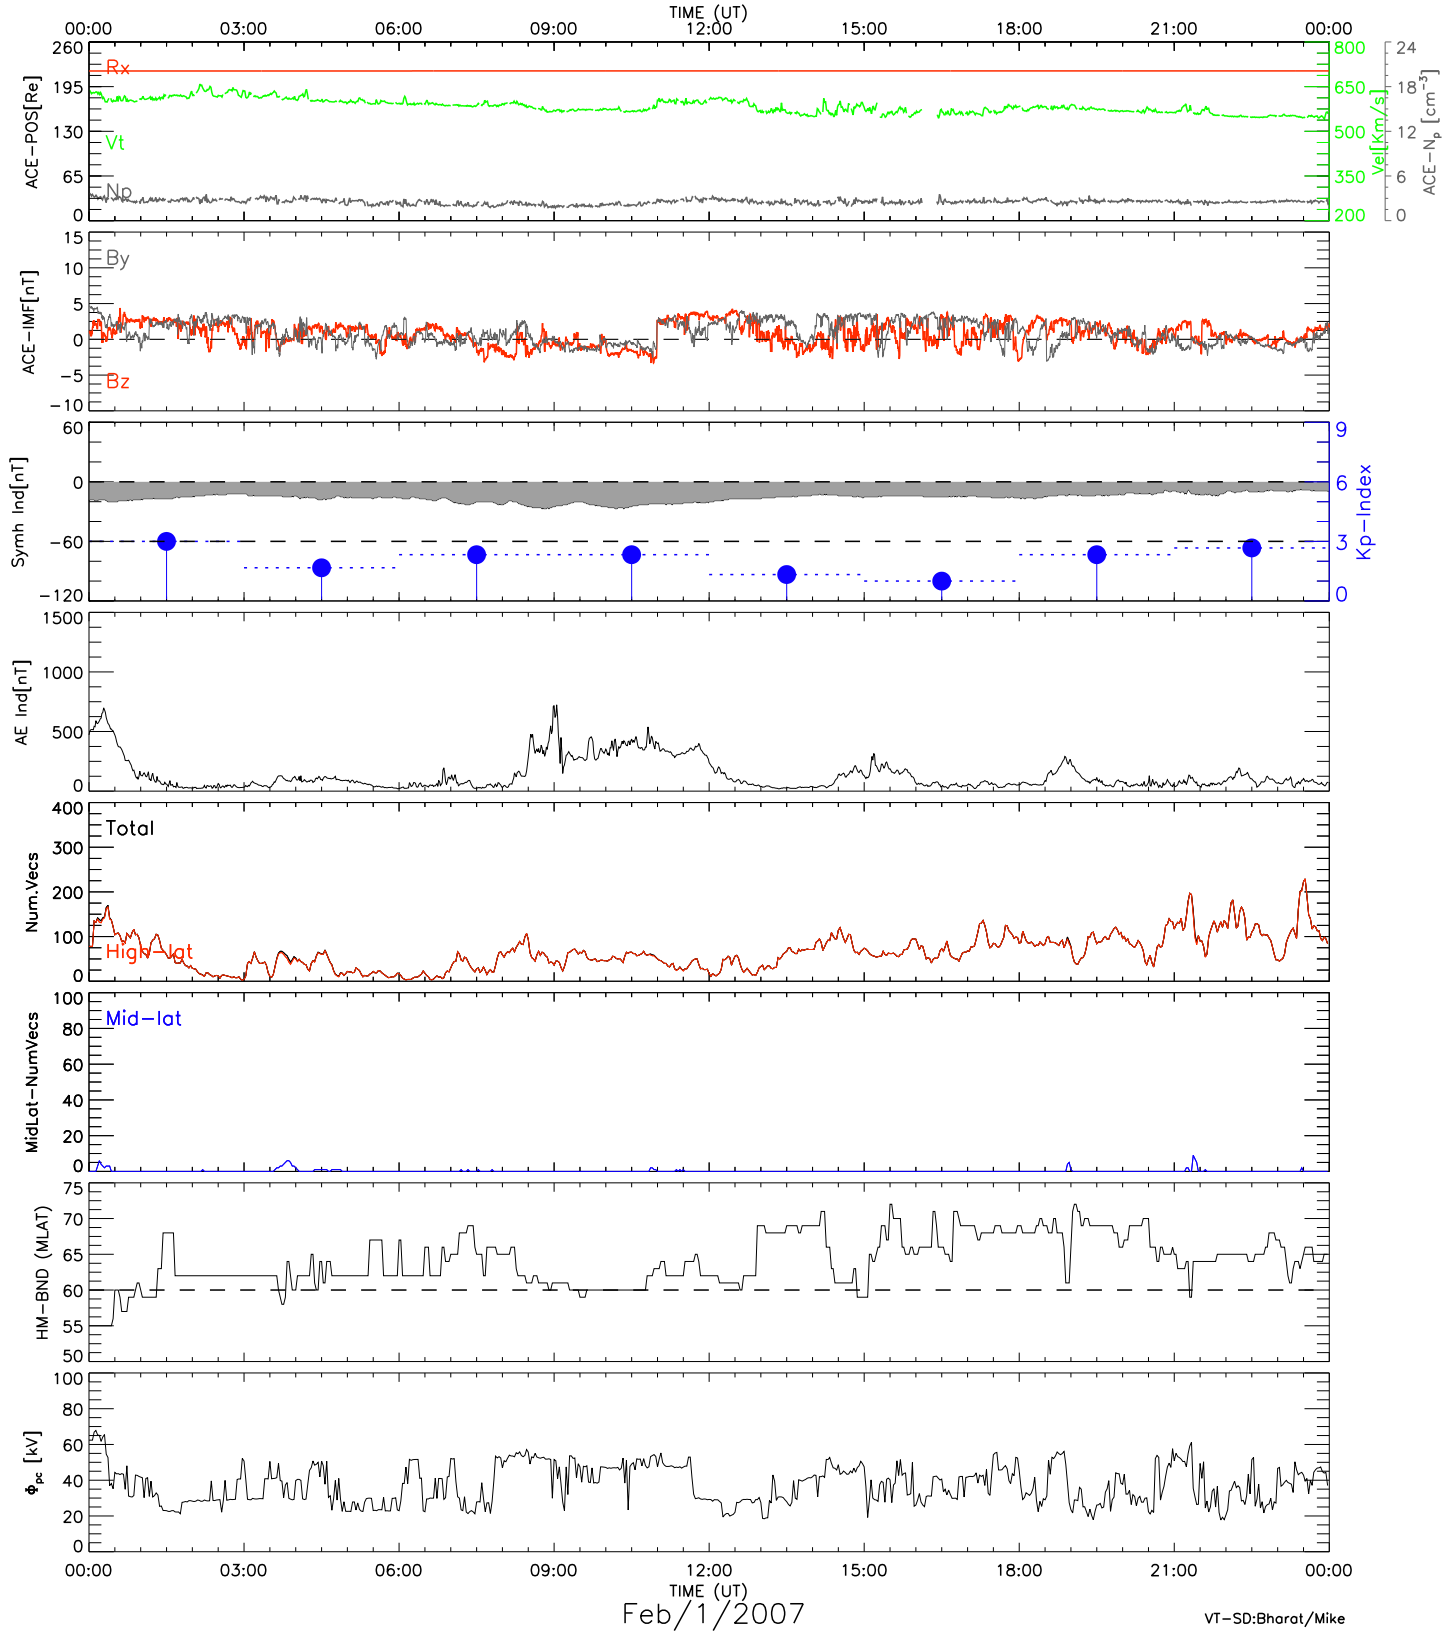 TIME (UT)
00:00 03:00 06:00 09:00 12:00 15:00 18:00 21:00 00:00
ACE-POS[Re]
260
195
130
65
0
Rx
Vt
Np
800
650
500
350
200
Vel[Km/s]
24
18
12
6
0
ACE-Np [cm-3]
ACE-IMF[nT]
15
10
5
0
-5
-10
By
Bz
Symh Ind[nT]
60
0
-60
-120
9
6
3
0
Kp-Index
AE Ind[nT]
1500
1000
500
0
Num.Vecs
400
300
200
100
0
Total
High-lat
MidLat-NumVecs
100
80
60
40
20
0
Mid-lat
HM-BND (MLAT)
75
70
65
60
55
50
Φpc [kV]
100
80
60
40
20
0
00:00 03:00 06:00 09:00 12:00 15:00 18:00 21:00 00:00
TIME (UT)
Feb/1/2007
VT-SD:Bharat/Mike